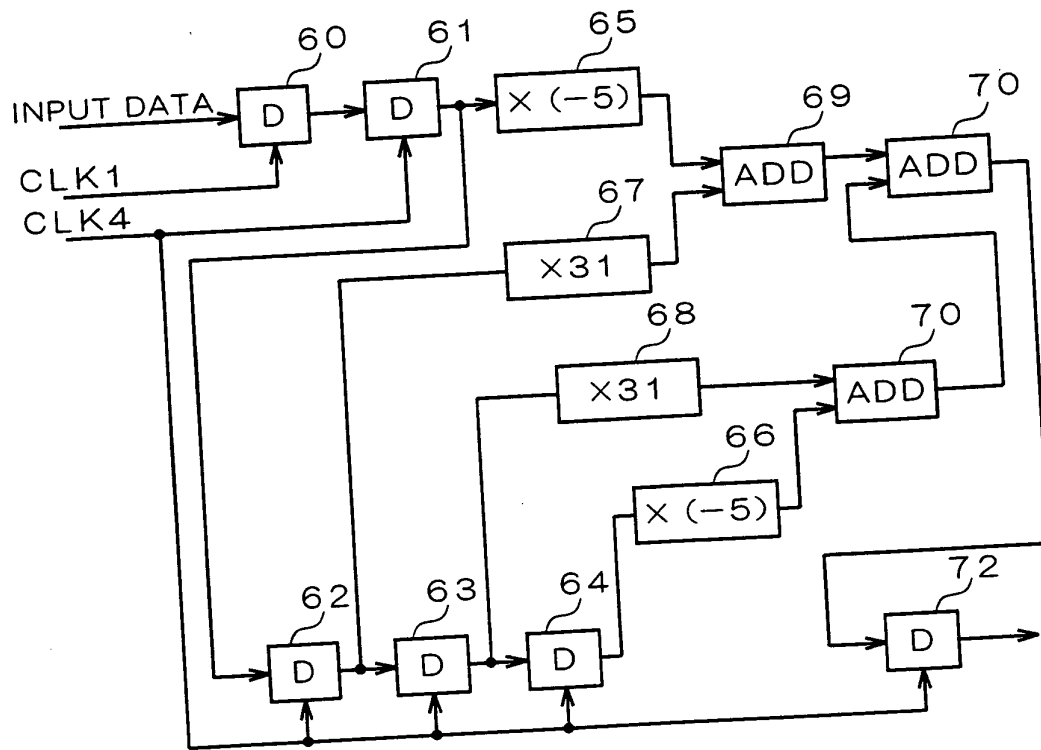 60
61
65
INPUT DATA
D
D
× (−5)
69
70
CLK1
ADD
ADD
CLK4
67
×31
68
70
×31
ADD
66
× (−5)
62
63
64
72
D
D
D
D